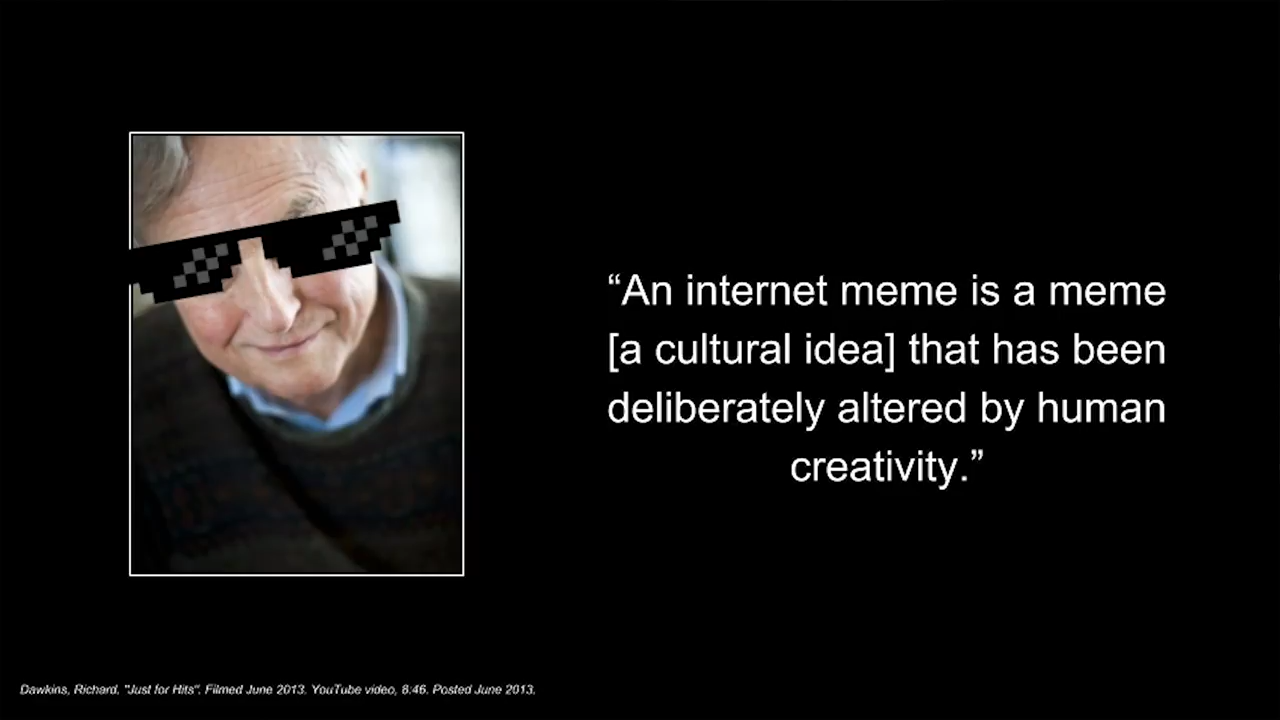 “An internet meme is a meme
[a cultural idea] that has been
deliberately altered by human
creativity.”
Dawkins, Richard. "Just for Hits". Filmed June 2013. YouTube video, 8:46. Posted June 2013.